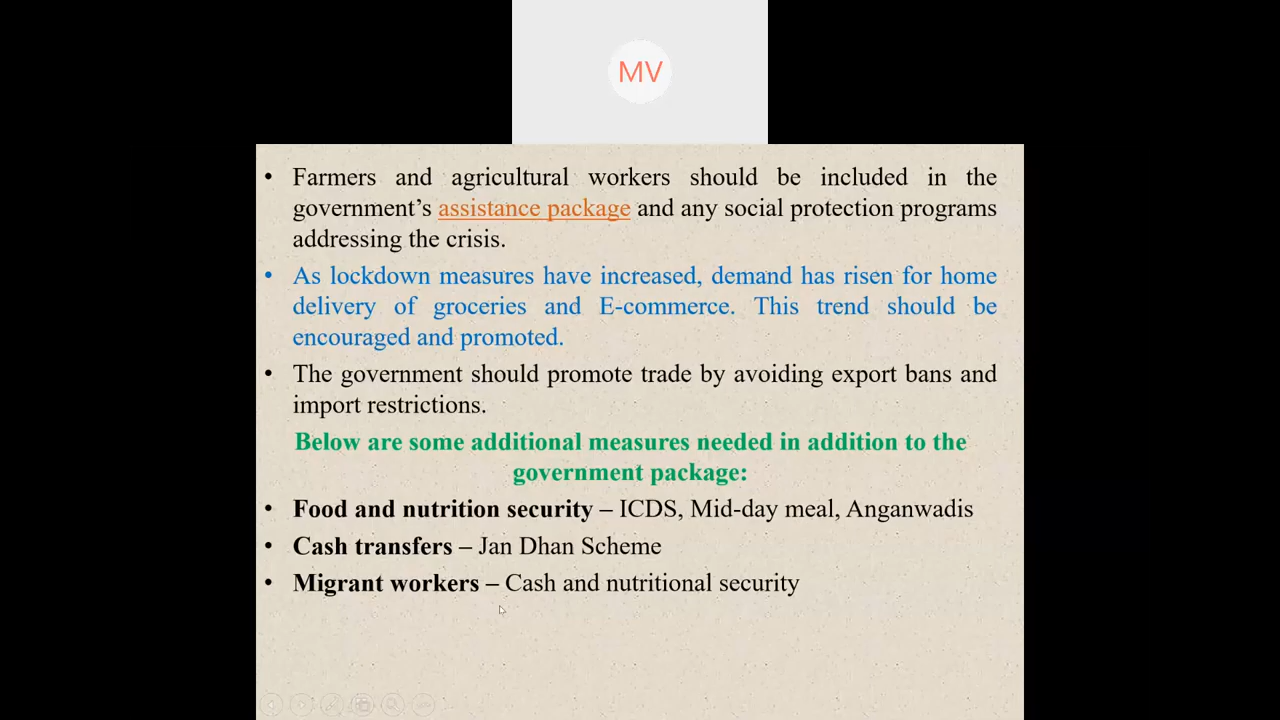 MV
• Farmers and agricultural workers should be included in the
government’s assistance package and any social protection programs
addressing the crisis.
• As lockdown measures have increased, demand has risen for home
delivery of groceries and E-commerce. This trend should be
encouraged and promoted.
• The government should promote trade by avoiding export bans and
import restrictions.
Below are some additional measures needed in addition to the
government package:
• Food and nutrition security – ICDS, Mid-day meal, Anganwadis
• Cash transfers – Jan Dhan Scheme
• Migrant workers – Cash and nutritional security